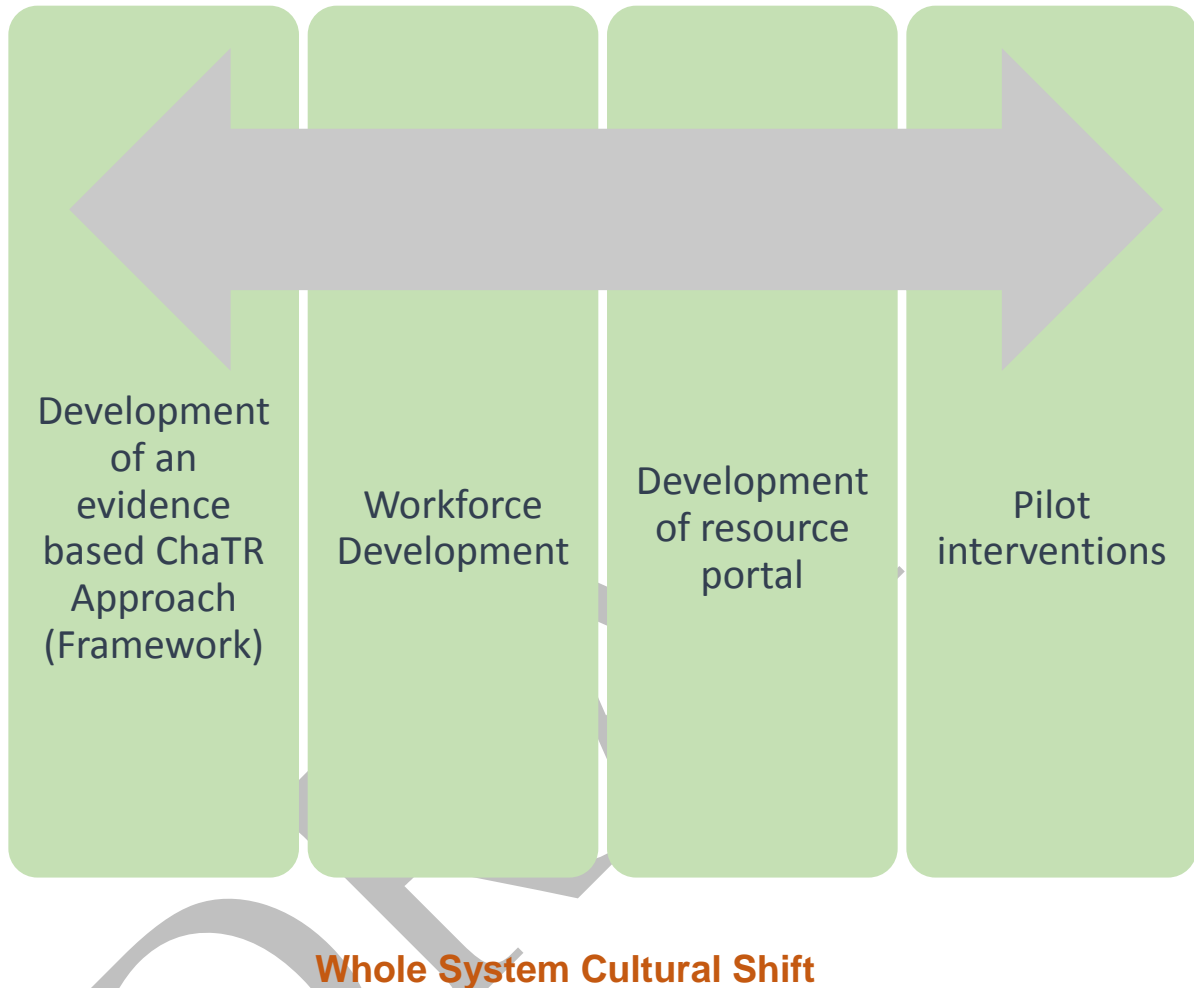 Development
of an
evidence
based ChaTR
Approach
(Framework)
Workforce
Development
Development
of resource
portal
Pilot
interventions
Whole System Cultural Shift